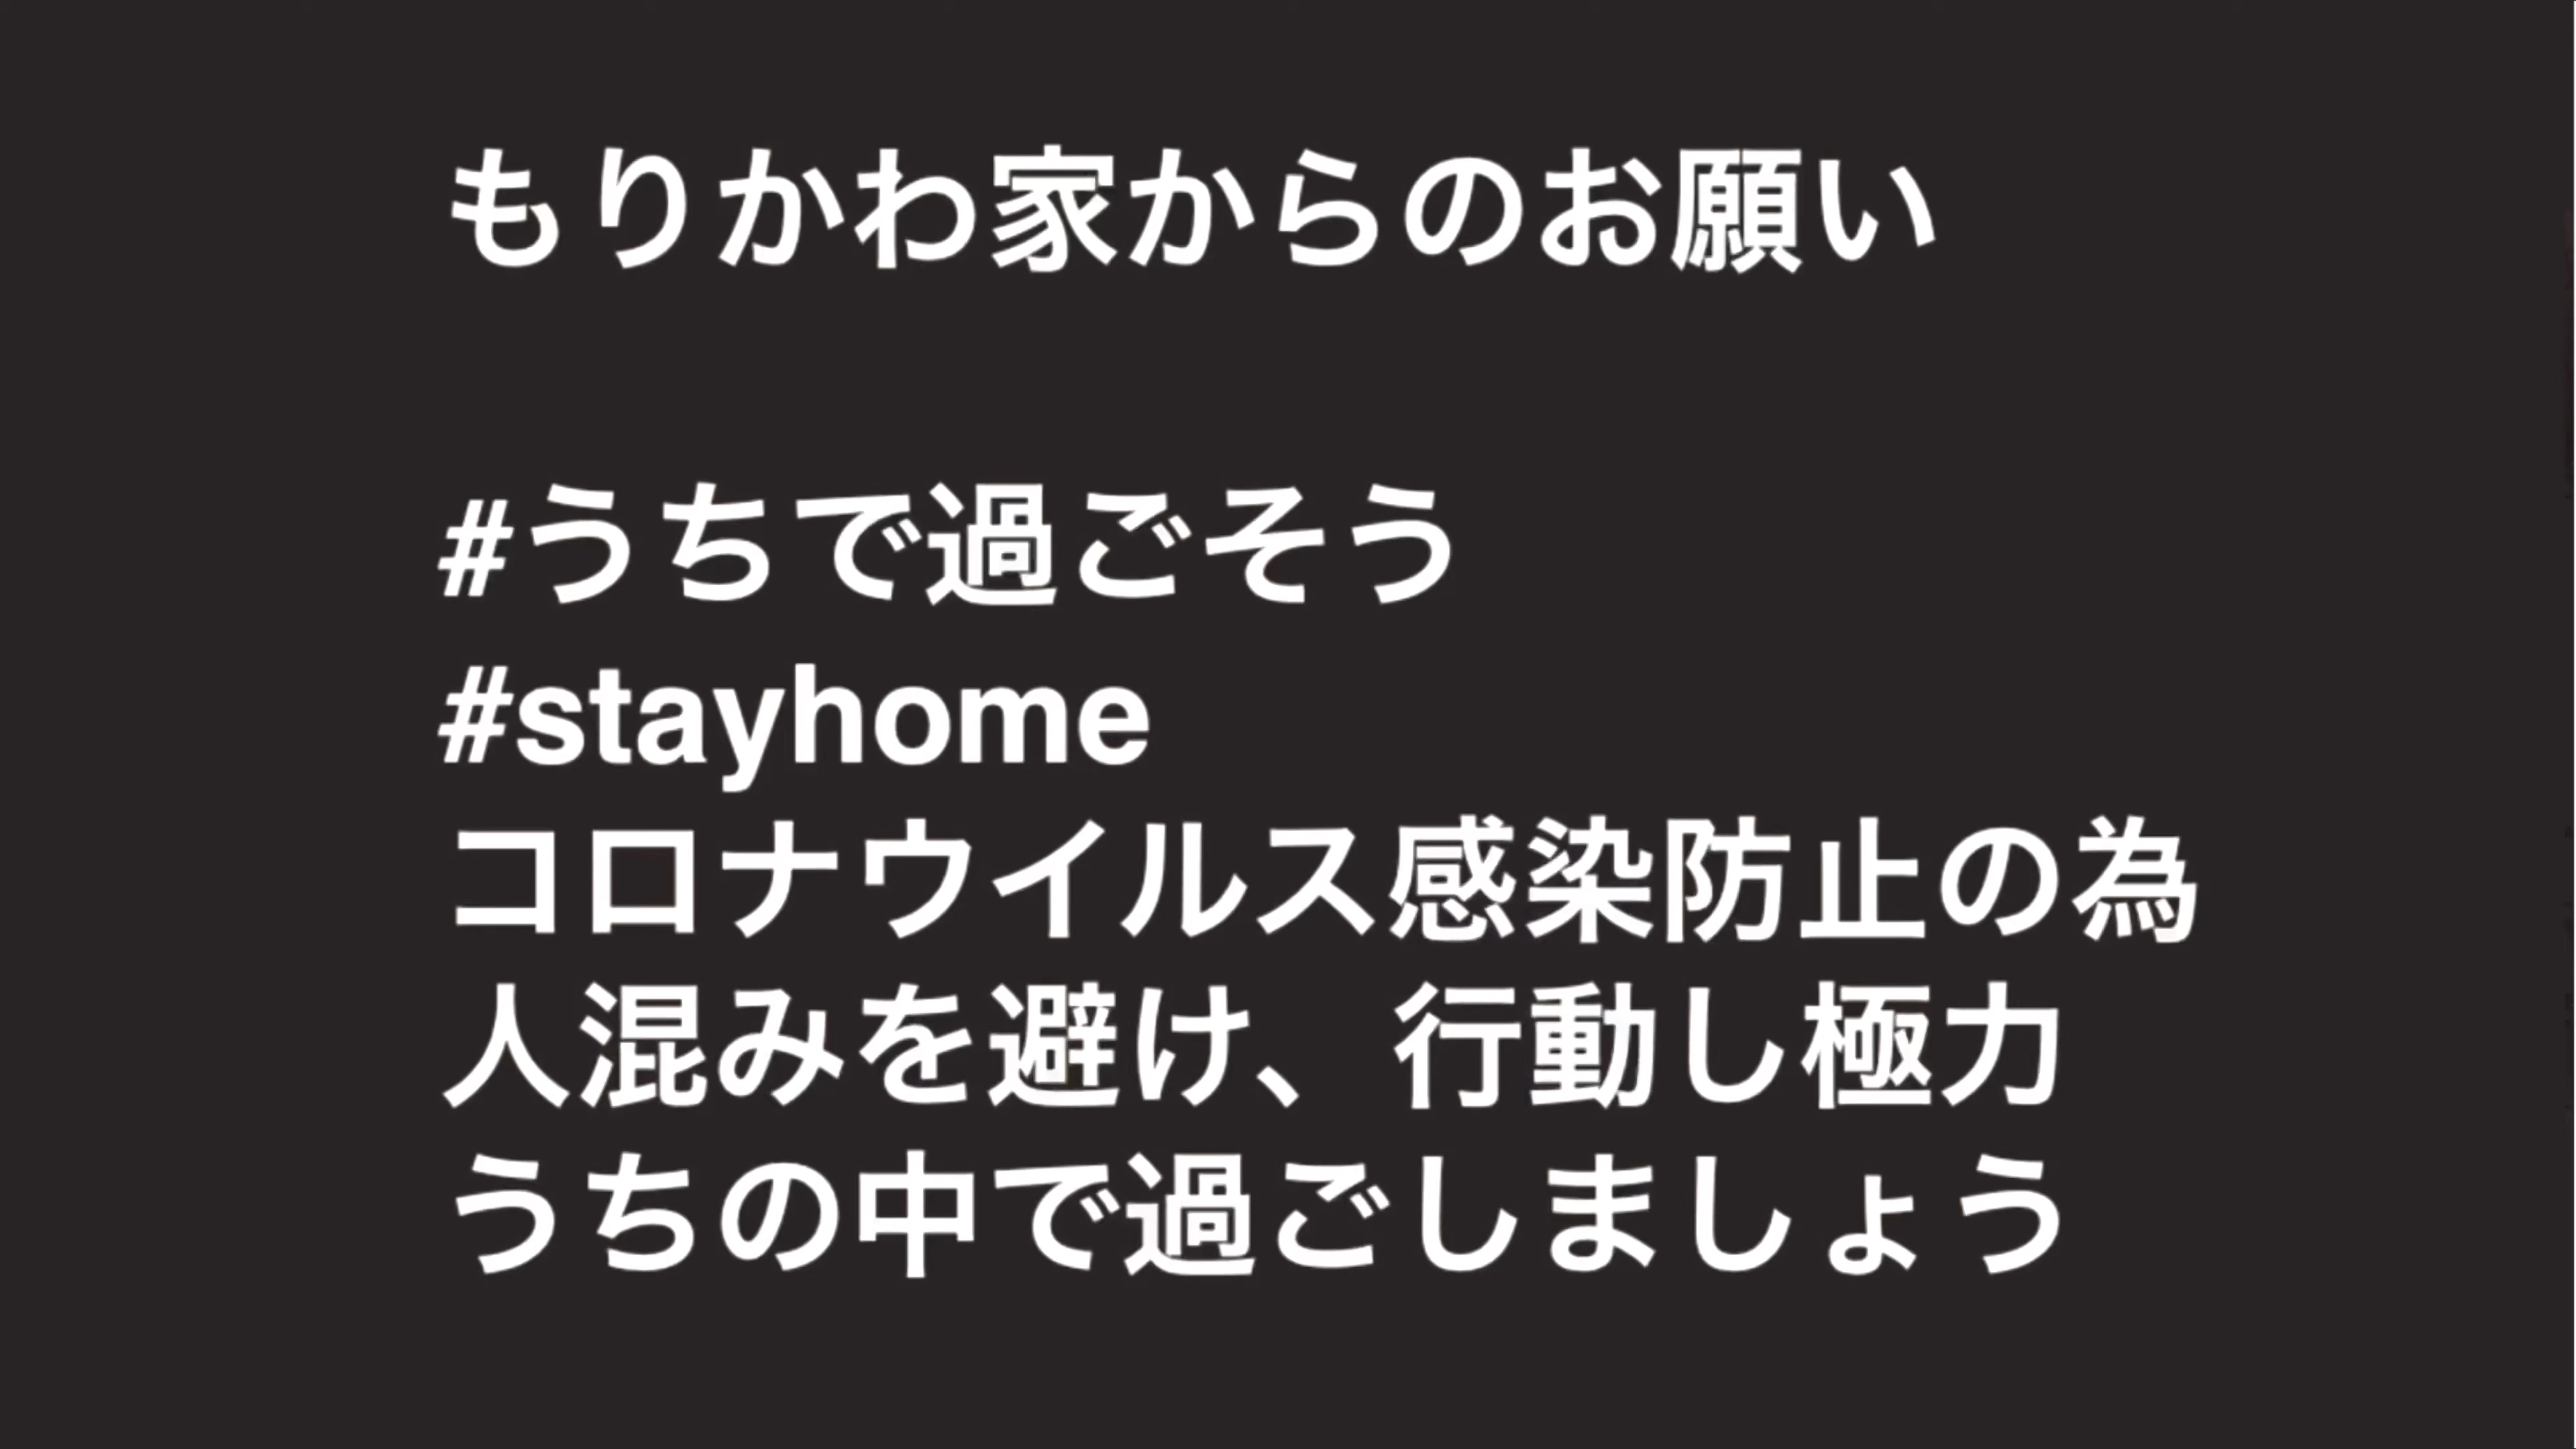 もりかわ家からのお願い
#うちで過ごそう
#stayhome
コロナウイルス感染防止の為
人混みを避け、行動し極力
うちの中で過ごしましょう